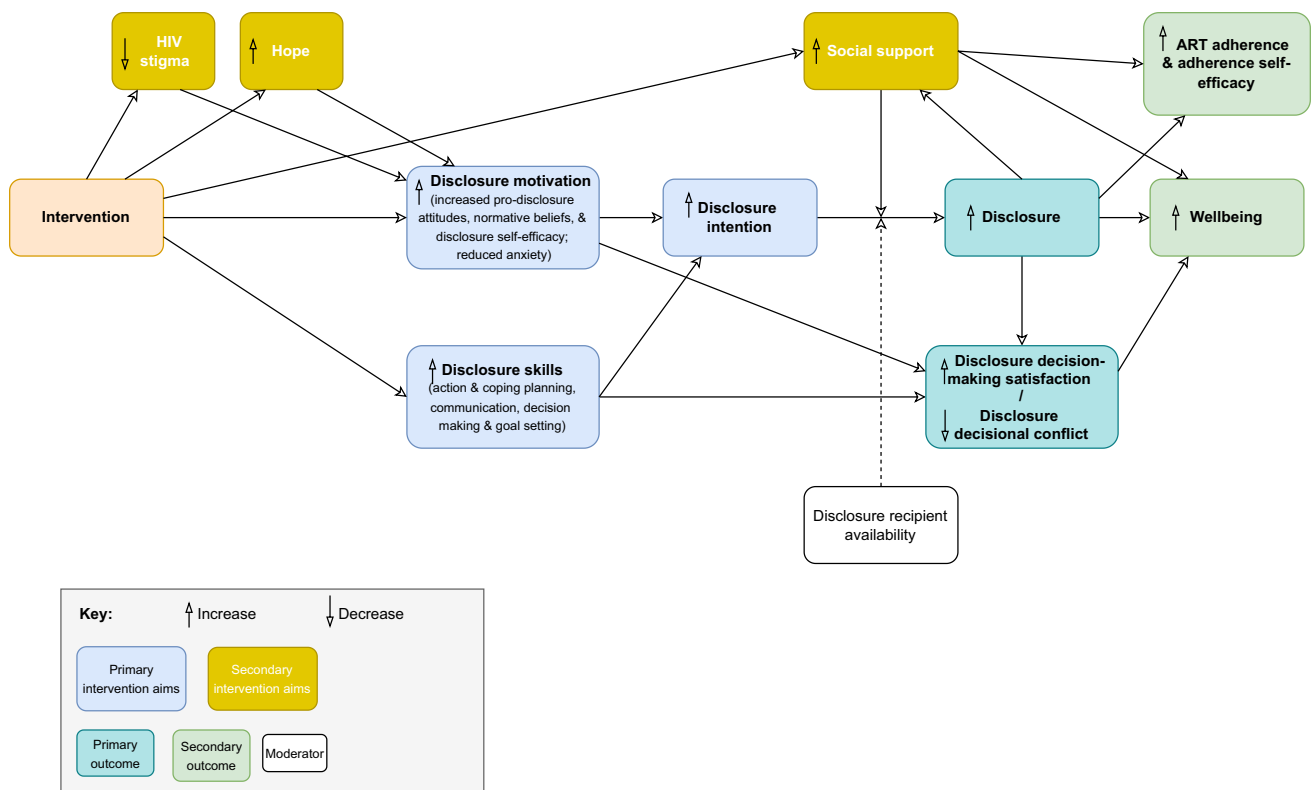 HIV
stigma
Hope
Social support
ART adherence
& adherence self-
efficacy
Intervention
Disclosure motivation
(increased pro-disclosure
attitudes, normative beliefs, &
disclosure self-efficacy;
reduced anxiety)
Disclosure
intention
Disclosure
Wellbeing
Disclosure skills
(action & coping planning,
communication, decision
making & goal setting)
Disclosure decision-
making satisfaction
/
Disclosure
decisional conflict
Disclosure recipient
availability
Key:
Increase
Decrease
Primary
intervention aims
Secondary
intervention aims
Primary
outcome
Secondary
outcome
Moderator